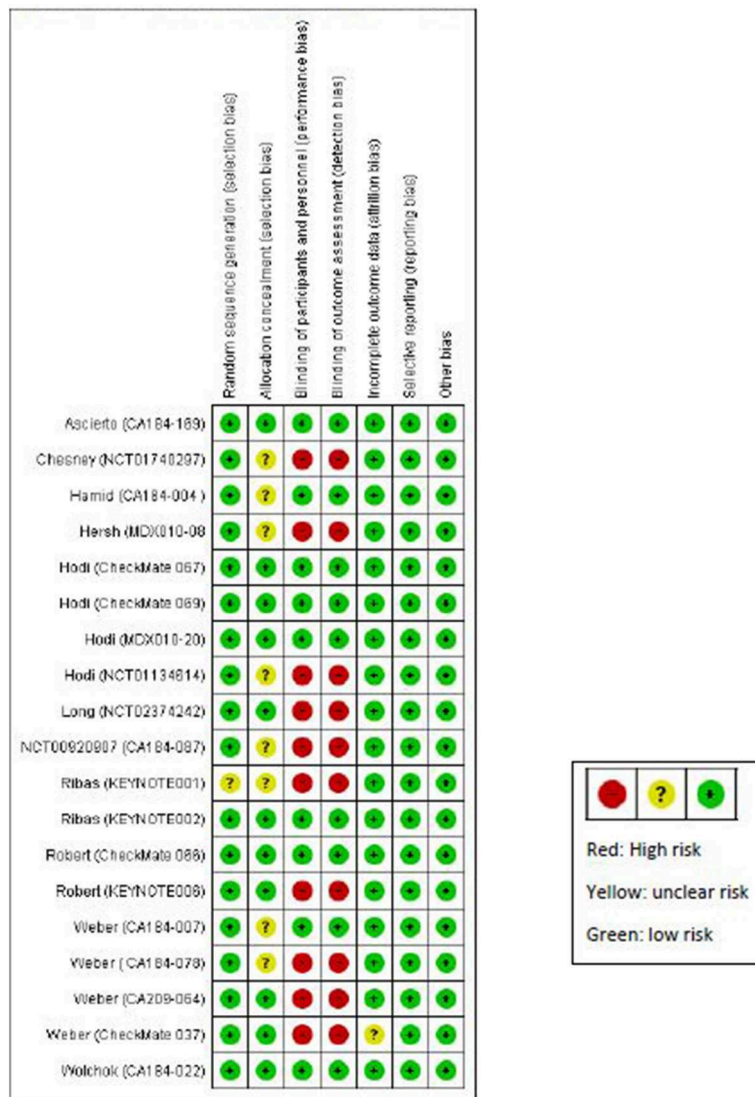 Random sequence generation (selection bias)
Allocation concealment (selection bias)
Blinding of participants and personnel (performance bias)
Blinding of outcome assessment (detection bias)
Incomplete outcome data (attrition bias)
Selective reporting (reporting bias)
Other bias
Ascierto (CA184-169) + + + + + + +
Chesney (NCT01740297) + ? - - + + +
Hamid (CA184-004 ) + ? + + + + +
Hersh (MDX010-08 + ? - - + + +
Hodi (CheckMate 067) + + + + + + +
Hodi (CheckMate 069) + + + + + + +
Hodi (MDX010-20) + + + + + + +
Hodi (NCT01134614) + ? - - + + +
Long (NCT02374242) + + - - + + +
NCT00920907 (CA184-087) + ? - - + + +
Ribas (KEYNOTE001) ? ? - - + + +
Ribas (KEYNOTE002) + + + + + + +
Robert (CheckMate 066) + + + + + + +
Robert (KEYNOTE006) + + - - + + +
Weber (CA184-007) + ? + + + + +
Weber ( CA184-078) + ? - - + + +
Weber (CA209-064) + + - - + + +
Weber (CheckMate 037) + + - - ? + +
Wolchok (CA184-022) + + + + + + +
- ? +
Red: High risk
Yellow: unclear risk
Green: low risk